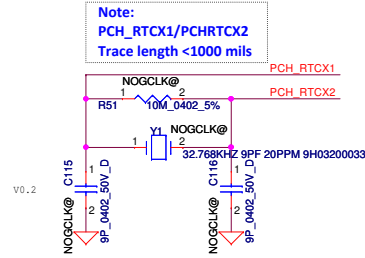 Note:
PCH_RTCX1/PCHRTCX2
Trace length <1000 mils
PCH_RTCX1
NOGCLK@
1 2
PCH_RTCX2
R51 10M_0402_5%
Y1 NOGCLK@
1 2
32.768KHZ 9PF 20PPM 9H03200033
V0.2
C115
1
2
NOGCLK@
9P_0402_50V_D
C116
1
2
NOGCLK@
9P_0402_50V_D